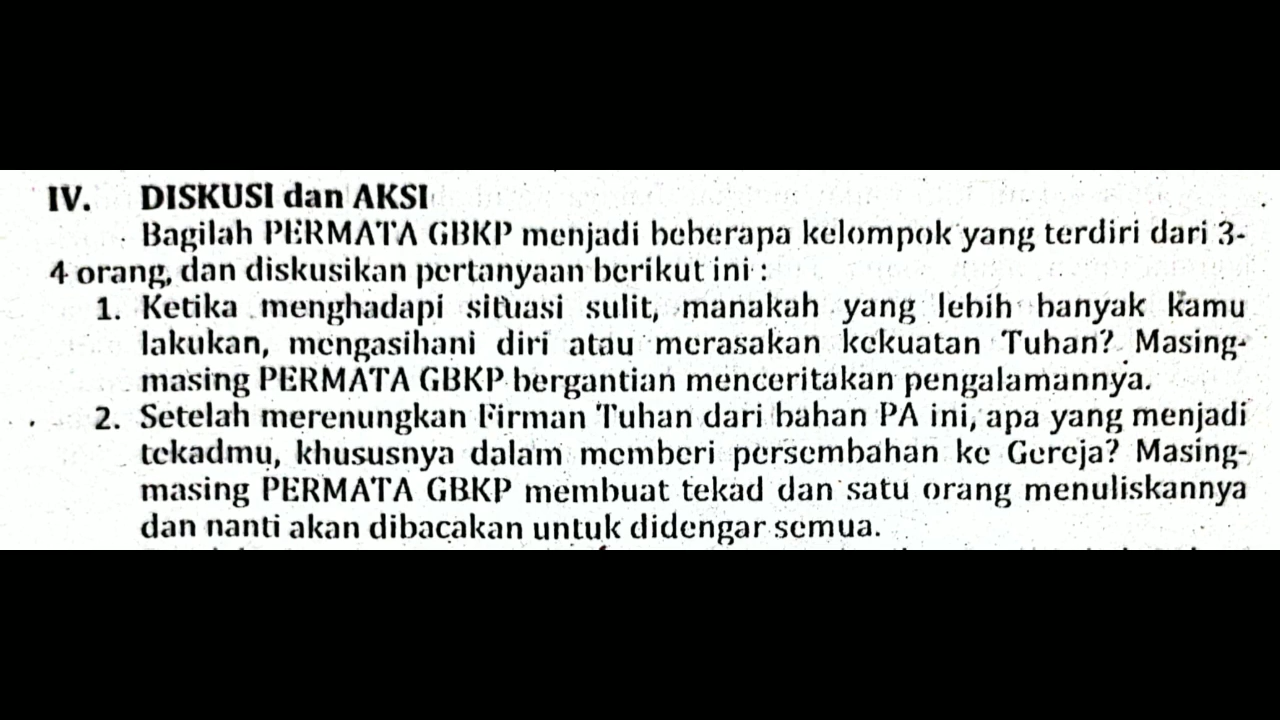 IV. DISKUSI dan AKSI
Bagilah PERMATA GBKP menjadi beberapa kelompok yang terdiri dari 3-
4 orang, dan diskusikan pertanyaan berikut ini :
1. Ketika menghadapi situasi sulit, manakah yang lebih banyak kamu
lakukan, mengasihani diri atau merasakan kekuatan Tuhan? Masing-
masing PERMATA GBKP bergantian menceritakan pengalamannya.
2. Setelah merenungkan Firman Tuhan dari bahan PA ini, apa yang menjadi
tekadmu, khususnya dalam memberi persembahan ke Gereja? Masing-
masing PERMATA GBKP membuat tekad dan satu orang menuliskannya
dan nanti akan dibacakan untuk didengar semua.